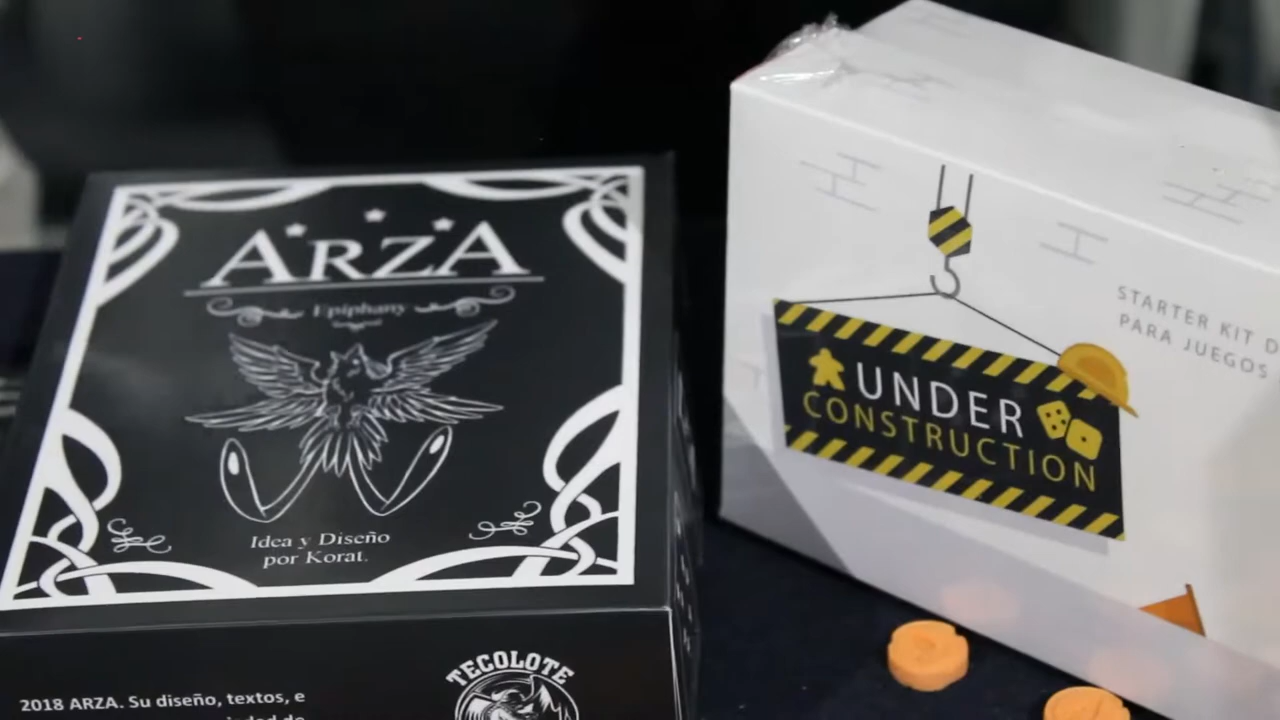 ARZA
Epiphany
Idea y Diseño
por Korat.
2018 ARZA. Su diseño, textos, e
TECOLOTE
STARTER KIT D
PARA JUEGOS
UNDER
CONSTRUCTION